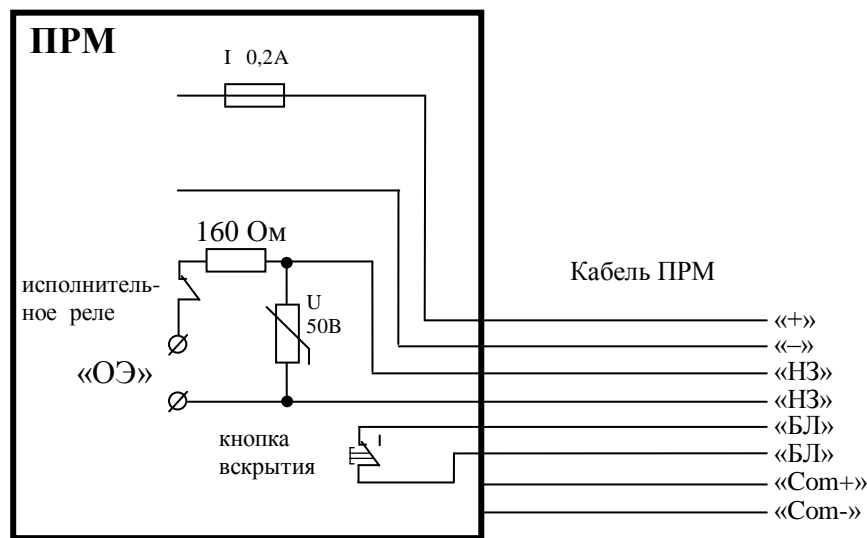 ПРМ
I 0,2А
160 Ом
исполнитель-
ное реле
U
50В
«ОЭ»
кнопка
вскрытия
Кабель ПРМ
«+»
«–»
«НЗ»
«НЗ»
«БЛ»
«БЛ»
«Com+»
«Com-»